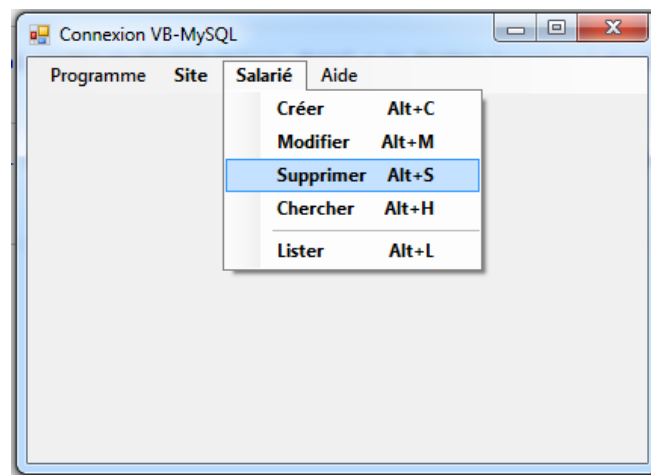 Connexion VB-MySQL
Programme Site Salarié Aide
Créer Alt+C
Modifier Alt+M
Supprimer Alt+S
Chercher Alt+H
Lister Alt+L